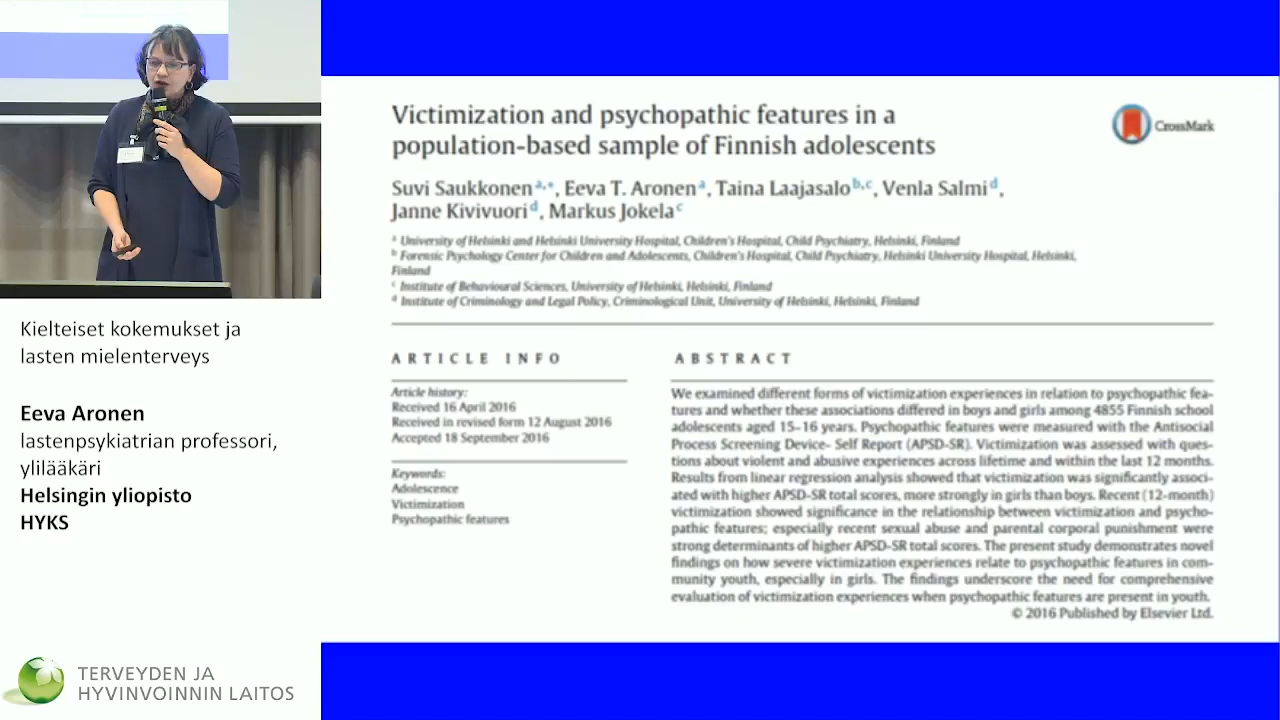 Kielteiset kokemukset ja
lasten mielenterveys
Eeva Aronen
lastenpsykiatrian professori,
ylilääkäri
Helsingin yliopisto
HYKS
TERVEYDEN JA
HYVINVOINNIN LAITOS
Victimization and psychopathic features in a
population-based sample of Finnish adolescents
CrossMark
Suvi Saukkonen a,*, Eeva T. Aronen a, Taina Laajasalo b,c, Venla Salmi d,
Janne Kivivuori d, Markus Jokela c
a University of Helsinki and Helsinki University Hospital, Children's Hospital, Child Psychiatry, Helsinki, Finland
b Forensic Psychology Center for Children and Adolescents, Children's Hospital, Child Psychiatry, Helsinki University Hospital, Helsinki,
Finland
c Institute of Behavioural Sciences, University of Helsinki, Helsinki, Finland
d Institute of Criminology and Legal Policy, Criminological Unit, University of Helsinki, Helsinki, Finland
ARTICLE INFO
Article history:
Received 16 April 2016
Received in revised form 12 August 2016
Accepted 18 September 2016
Keywords:
Adolescence
Victimization
Psychopathic features
ABSTRACT
We examined different forms of victimization experiences in relation to psychopathic fea-
tures and whether these associations differed in boys and girls among 4855 Finnish school
adolescents aged 15–16 years. Psychopathic features were measured with the Antisocial
Process Screening Device- Self Report (APSD-SR). Victimization was assessed with ques-
tions about violent and abusive experiences across lifetime and within the last 12 months.
Results from linear regression analysis showed that victimization was significantly associ-
ated with higher APSD-SR total scores, more strongly in girls than boys. Recent (12-month)
victimization showed significance in the relationship between victimization and psycho-
pathic features; especially recent sexual abuse and parental corporal punishment were
strong determinants of higher APSD-SR total scores. The present study demonstrates novel
findings on how severe victimization experiences relate to psychopathic features in com-
munity youth, especially in girls. The findings underscore the need for comprehensive
evaluation of victimization experiences when psychopathic features are present in youth.
© 2016 Published by Elsevier Ltd.